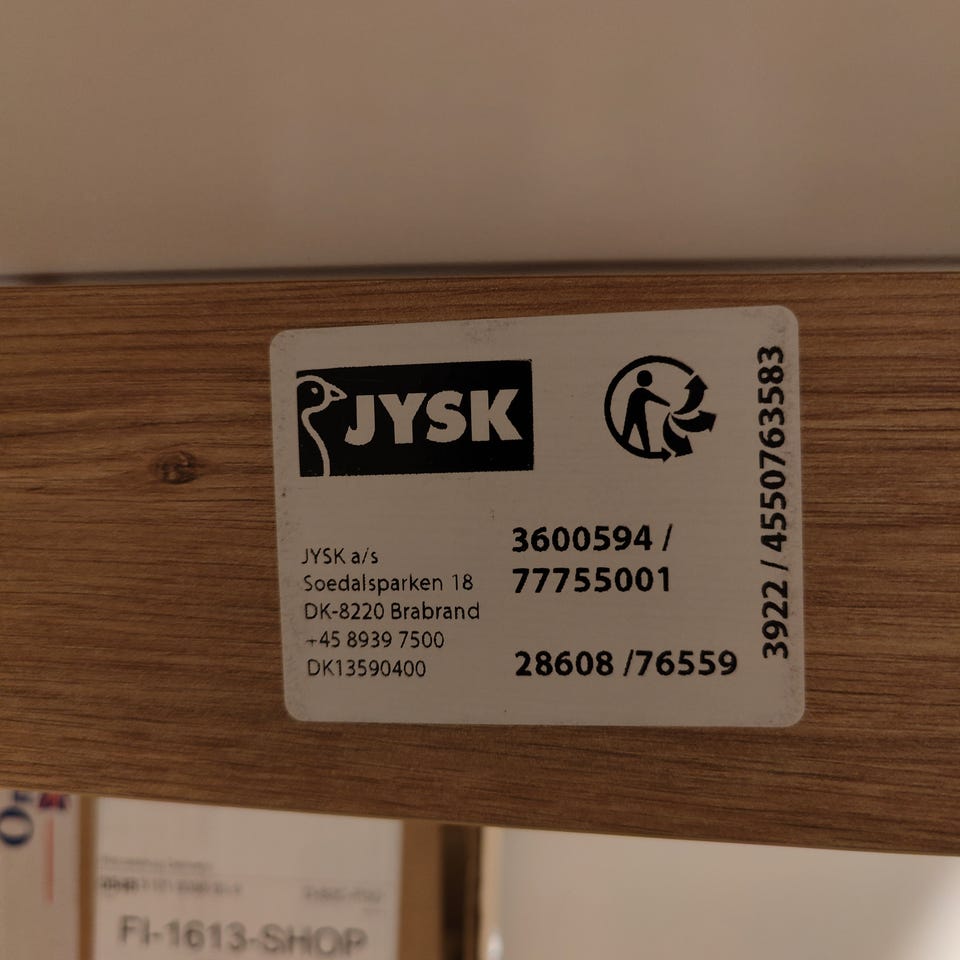 JYSK
JYSK a/s
Soedalsparken 18
DK-8220 Brabrand
+45 8939 7500
DK13590400
3600594 /
77755001
28608 /76559
3922 / 4550763583
FI-1613-SHOP